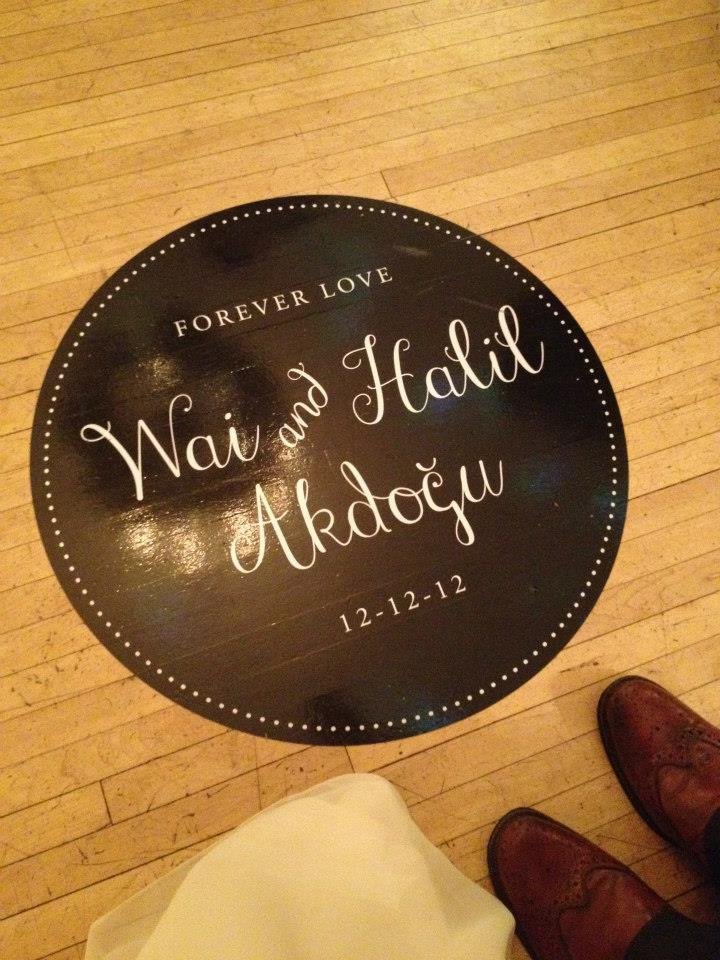 FOREVER LOVE
Wai and Halil
Akdoğu
12-12-12